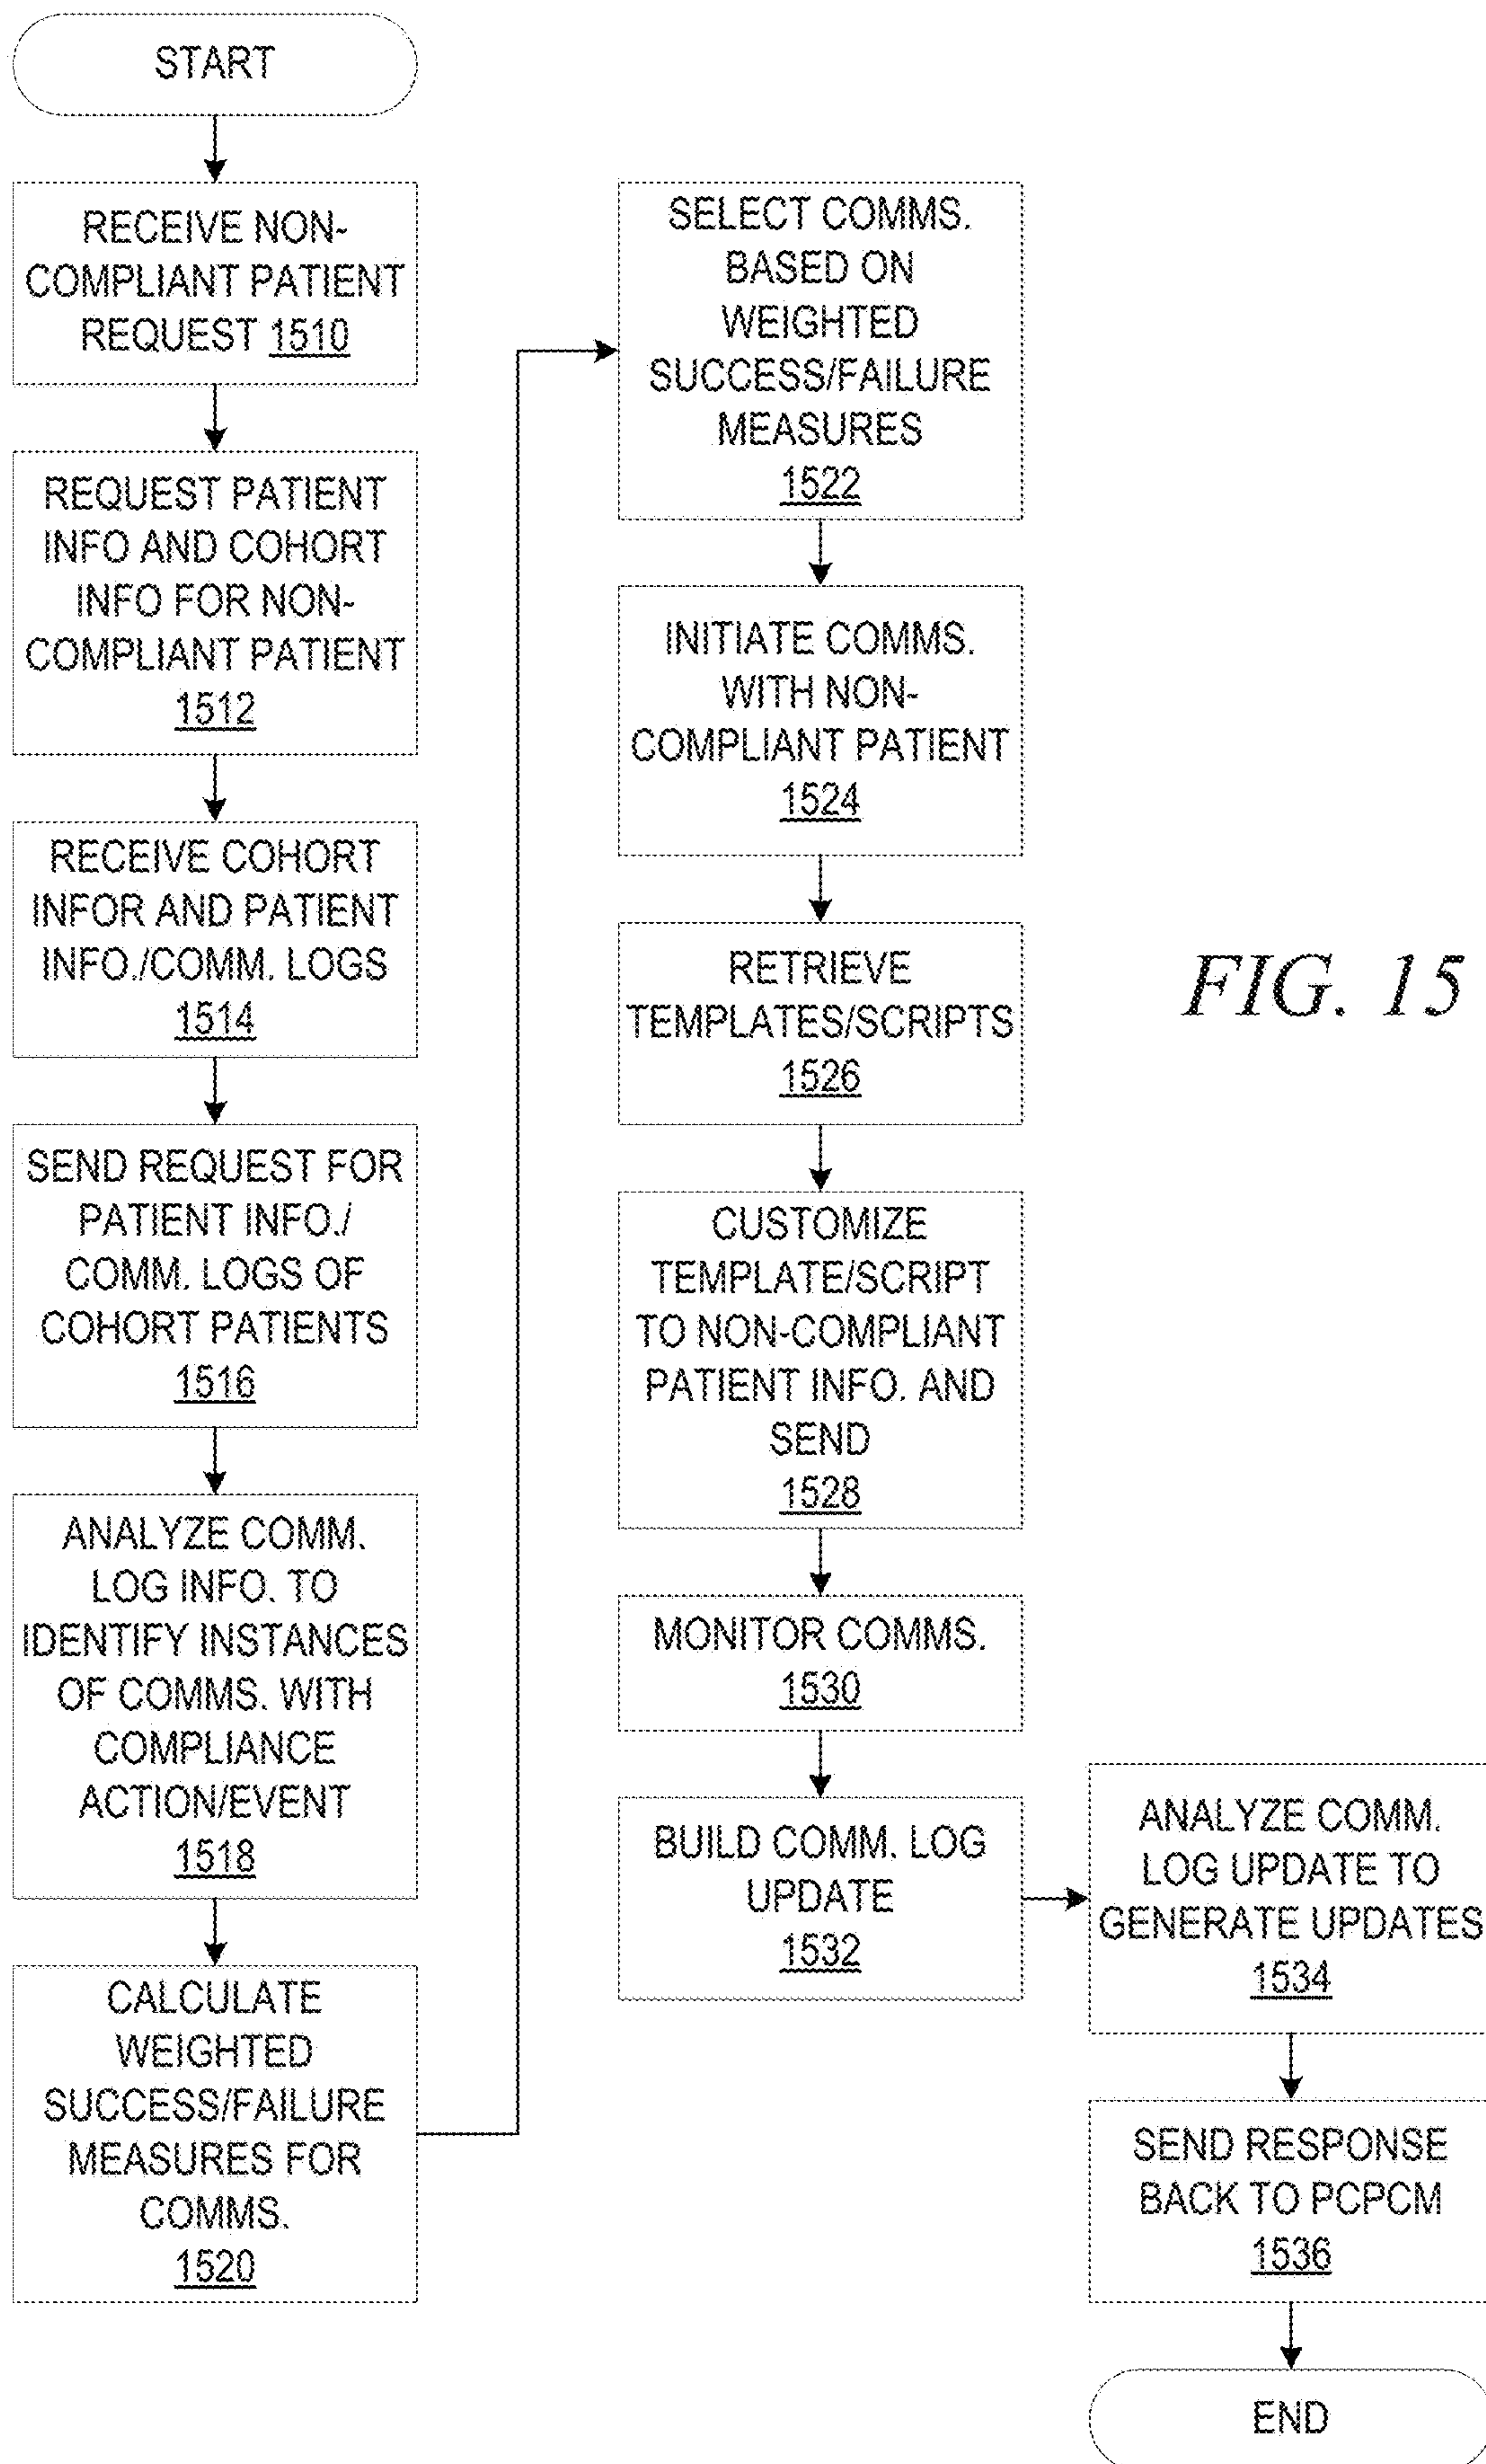 START
RECEIVE NON-
COMPLIANT PATIENT
REQUEST 1510
REQUEST PATIENT
INFO AND COHORT
INFO FOR NON-
COMPLIANT PATIENT
1512
RECEIVE COHORT
INFOR AND PATIENT
INFO./COMM. LOGS
1514
SEND REQUEST FOR
PATIENT INFO./
COMM. LOGS OF
COHORT PATIENTS
1516
ANALYZE COMM.
LOG INFO. TO
IDENTIFY INSTANCES
OF COMMS. WITH
COMPLIANCE
ACTION/EVENT
1518
CALCULATE
WEIGHTED
SUCCESS/FAILURE
MEASURES FOR
COMMS.
1520
SELECT COMMS.
BASED ON
WEIGHTED
SUCCESS/FAILURE
MEASURES
1522
INITIATE COMMS.
WITH NON-
COMPLIANT PATIENT
1524
RETRIEVE
TEMPLATES/SCRIPTS
1526
CUSTOMIZE
TEMPLATE/SCRIPT
TO NON-COMPLIANT
PATIENT INFO. AND
SEND
1528
MONITOR COMMS.
1530
BUILD COMM. LOG
UPDATE
1532
ANALYZE COMM.
LOG UPDATE TO
GENERATE UPDATES
1534
SEND RESPONSE
BACK TO PCPCM
1536
END
FIG. 15